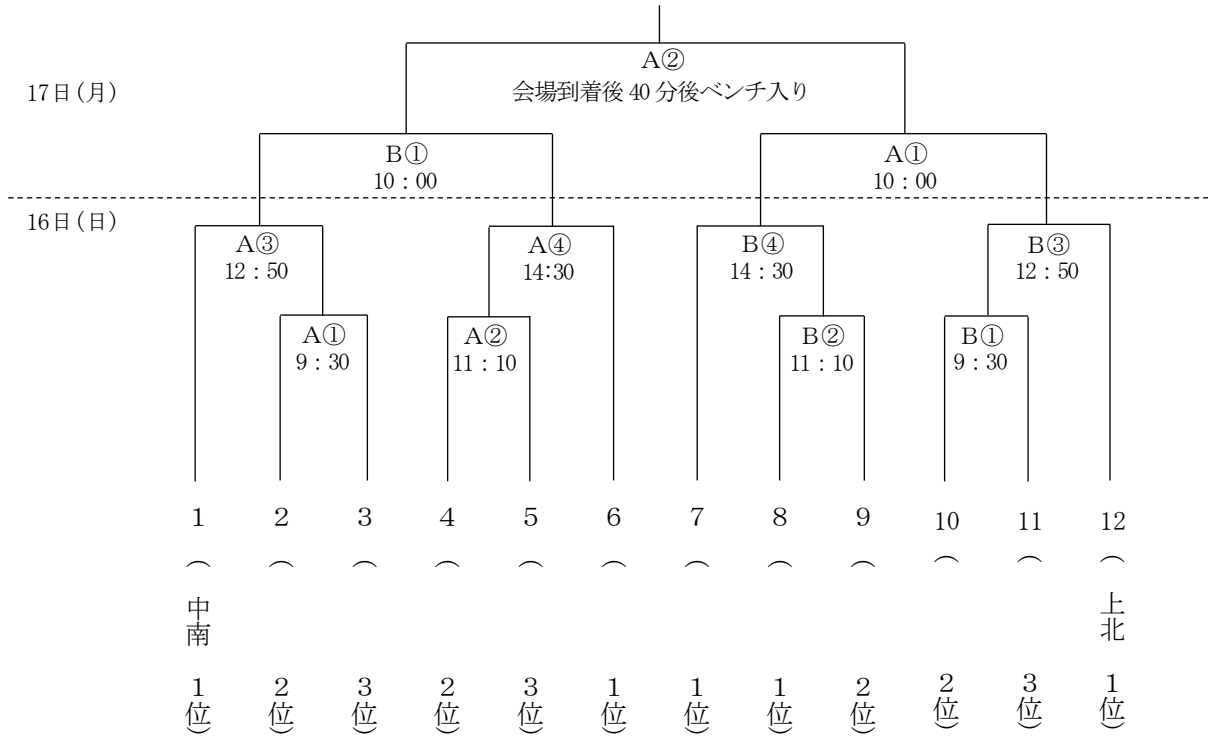 A②
17日(月)
会場到着後 40 分後ベンチ入り
B①
A①
10：00
10：00
16日(日)
A③
A④
B④
B③
12：50
14:30
14：30
12：50
A①
A②
B②
B①
9：30
11：10
11：10
9：30
1 2 3 4 5 6 7 8 9 10 11 12
（中南 1位）
（ 2位）
（ 3位）
（ 2位）
（ 3位）
（ 1位）
（ 1位）
（ 1位）
（ 2位）
（ 2位）
（ 3位）
（上北 1位）